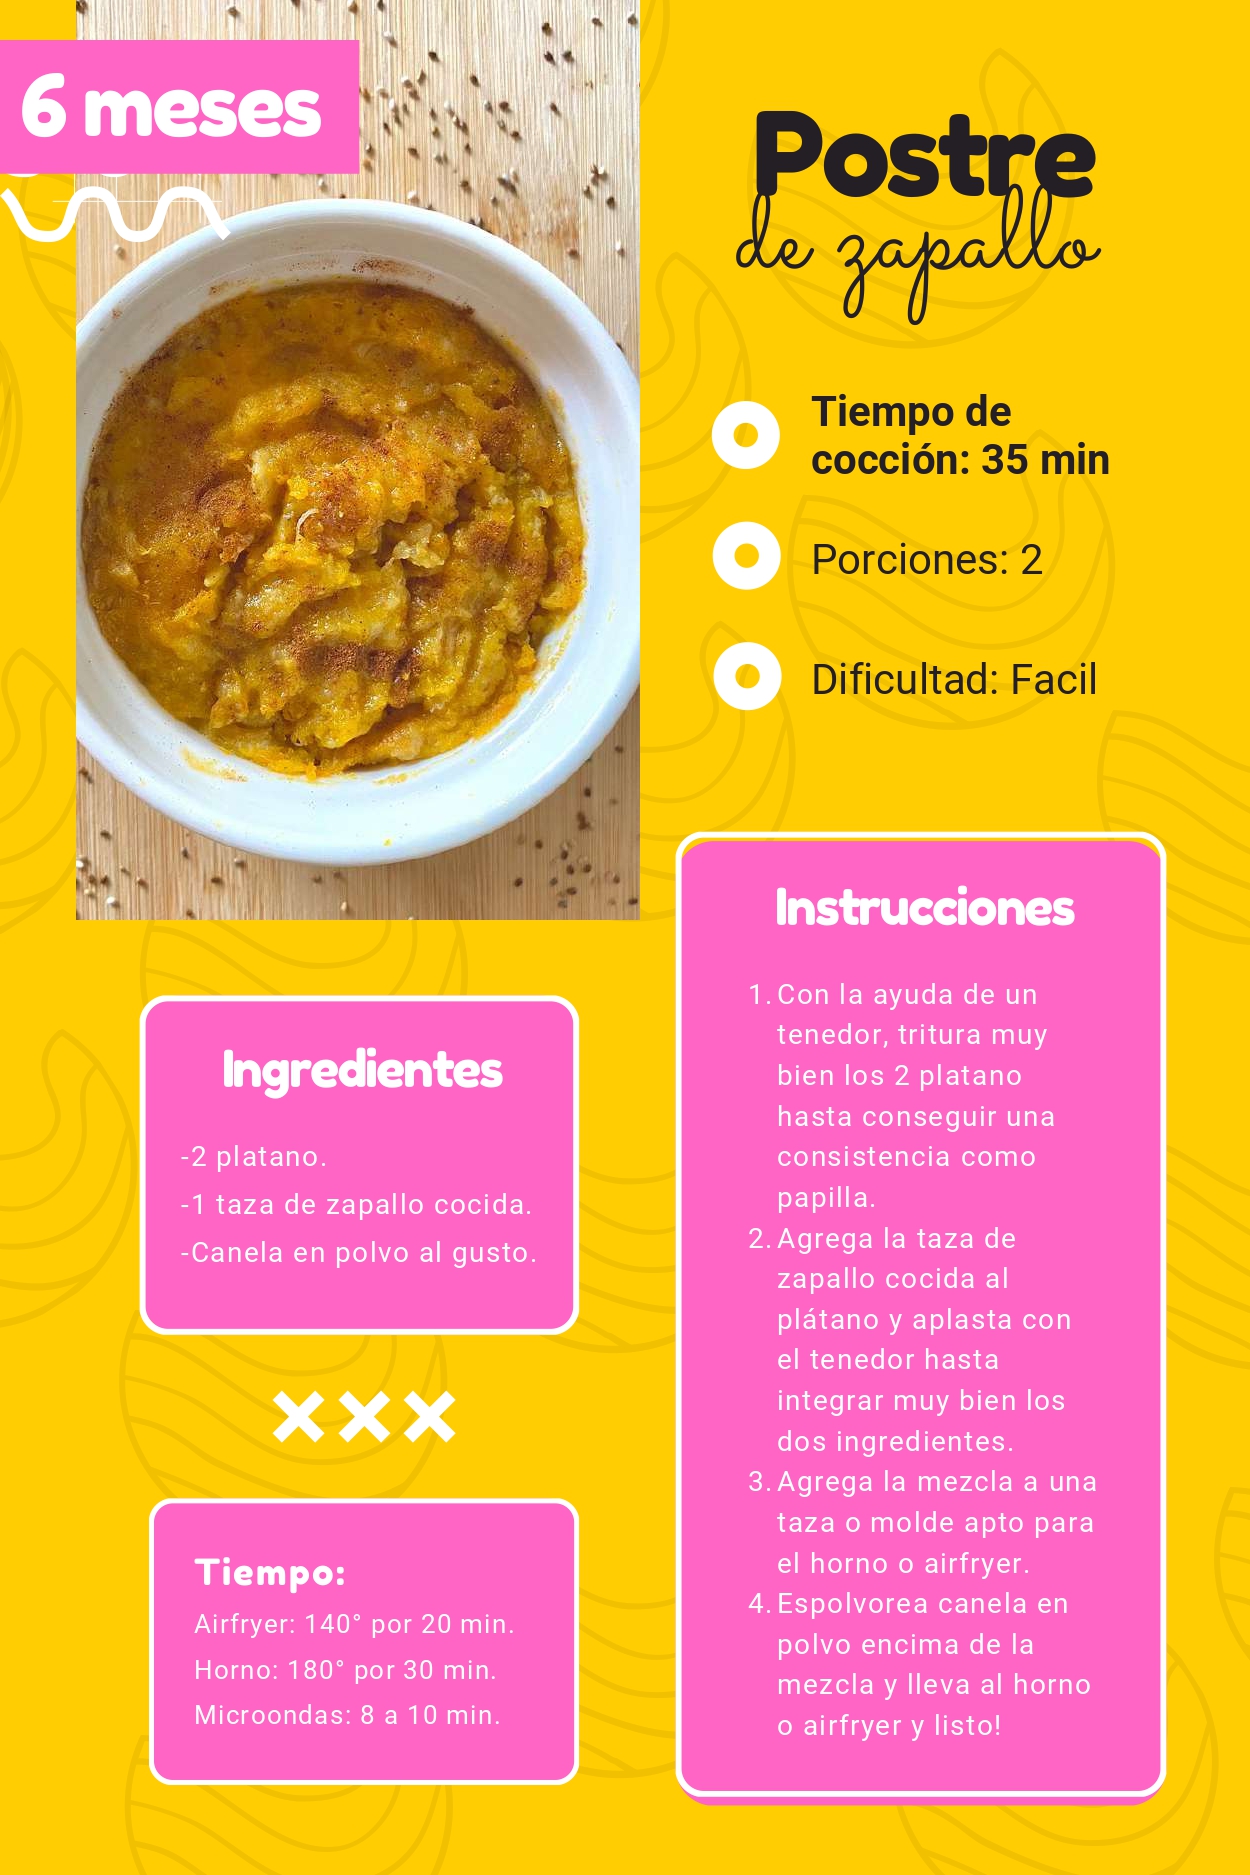 6 meses
Postre
de zapallo
Tiempo de
cocción: 35 min
Porciones: 2
Dificultad: Facil
Ingredientes
-2 platano.
-1 taza de zapallo cocida.
-Canela en polvo al gusto.
Tiempo:
Airfryer: 140° por 20 min.
Horno: 180° por 30 min.
Microondas: 8 a 10 min.
Instrucciones
1. Con la ayuda de un
tenedor, tritura muy
bien los 2 platano
hasta conseguir una
consistencia como
papilla.
2. Agrega la taza de
zapallo cocida al
plátano y aplasta con
el tenedor hasta
integrar muy bien los
dos ingredientes.
3. Agrega la mezcla a una
taza o molde apto para
el horno o airfryer.
4. Espolvorea canela en
polvo encima de la
mezcla y lleva al horno
o airfryer y listo!